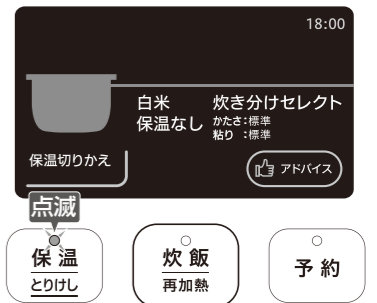 18:00
白米
保温なし
炊き分けセレクト
かたさ:標準
粘り :標準
保温切りかえ
アドバイス
点滅
保温
とりけし
炊飯
再加熱
予約